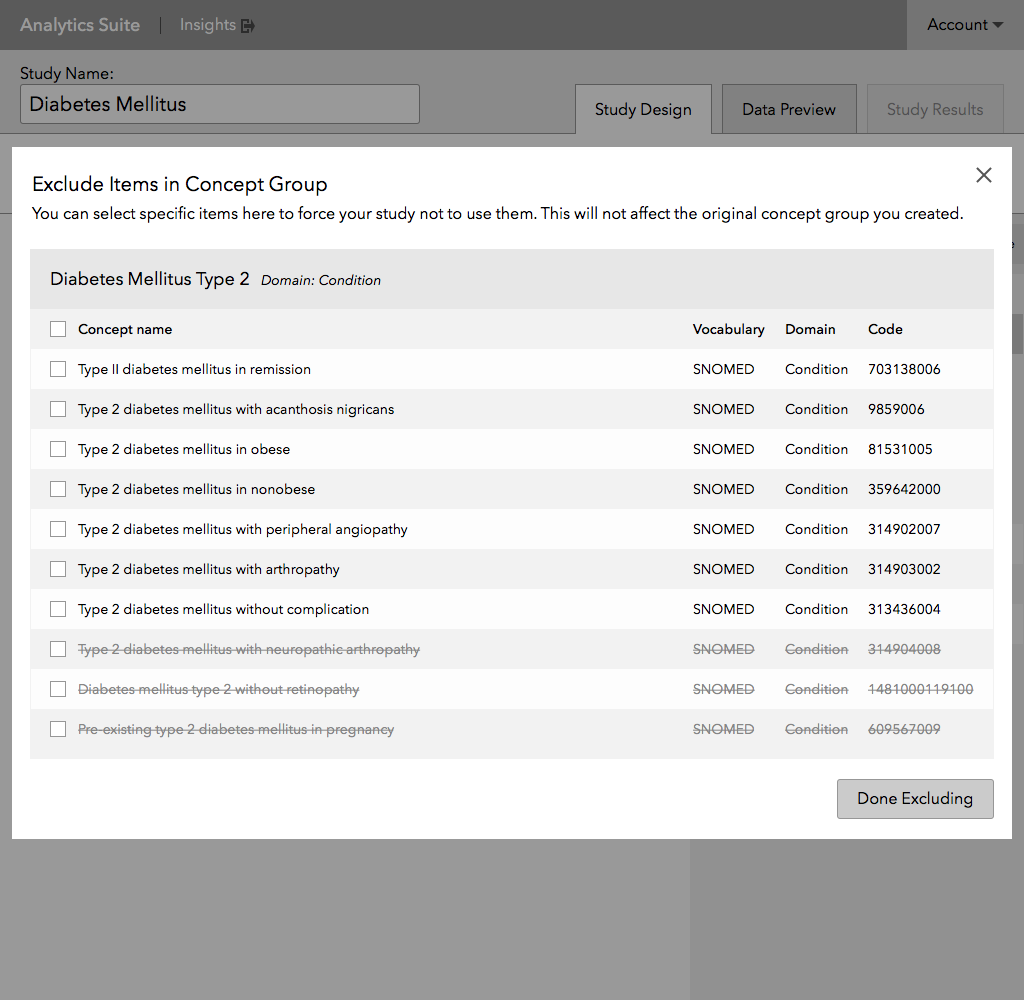 Analytics Suite | Insights Account
Study Name:
Diabetes Mellitus
Study Design Data Preview Study Results
Exclude Items in Concept Group
You can select specific items here to force your study not to use them. This will not affect the original concept group you created.
Diabetes Mellitus Type 2 Domain: Condition
Concept name Vocabulary Domain Code
Type II diabetes mellitus in remission SNOMED Condition 703138006
Type 2 diabetes mellitus with acanthosis nigricans SNOMED Condition 9859006
Type 2 diabetes mellitus in obese SNOMED Condition 81531005
Type 2 diabetes mellitus in nonobese SNOMED Condition 359642000
Type 2 diabetes mellitus with peripheral angiopathy SNOMED Condition 314902007
Type 2 diabetes mellitus with arthropathy SNOMED Condition 314903002
Type 2 diabetes mellitus without complication SNOMED Condition 313436004
Type 2 diabetes mellitus with neuropathic arthropathy SNOMED Condition 314904008
Diabetes mellitus type 2 without retinopathy SNOMED Condition 1481000119100
Pre-existing type 2 diabetes mellitus in pregnancy SNOMED Condition 609567009
Done Excluding